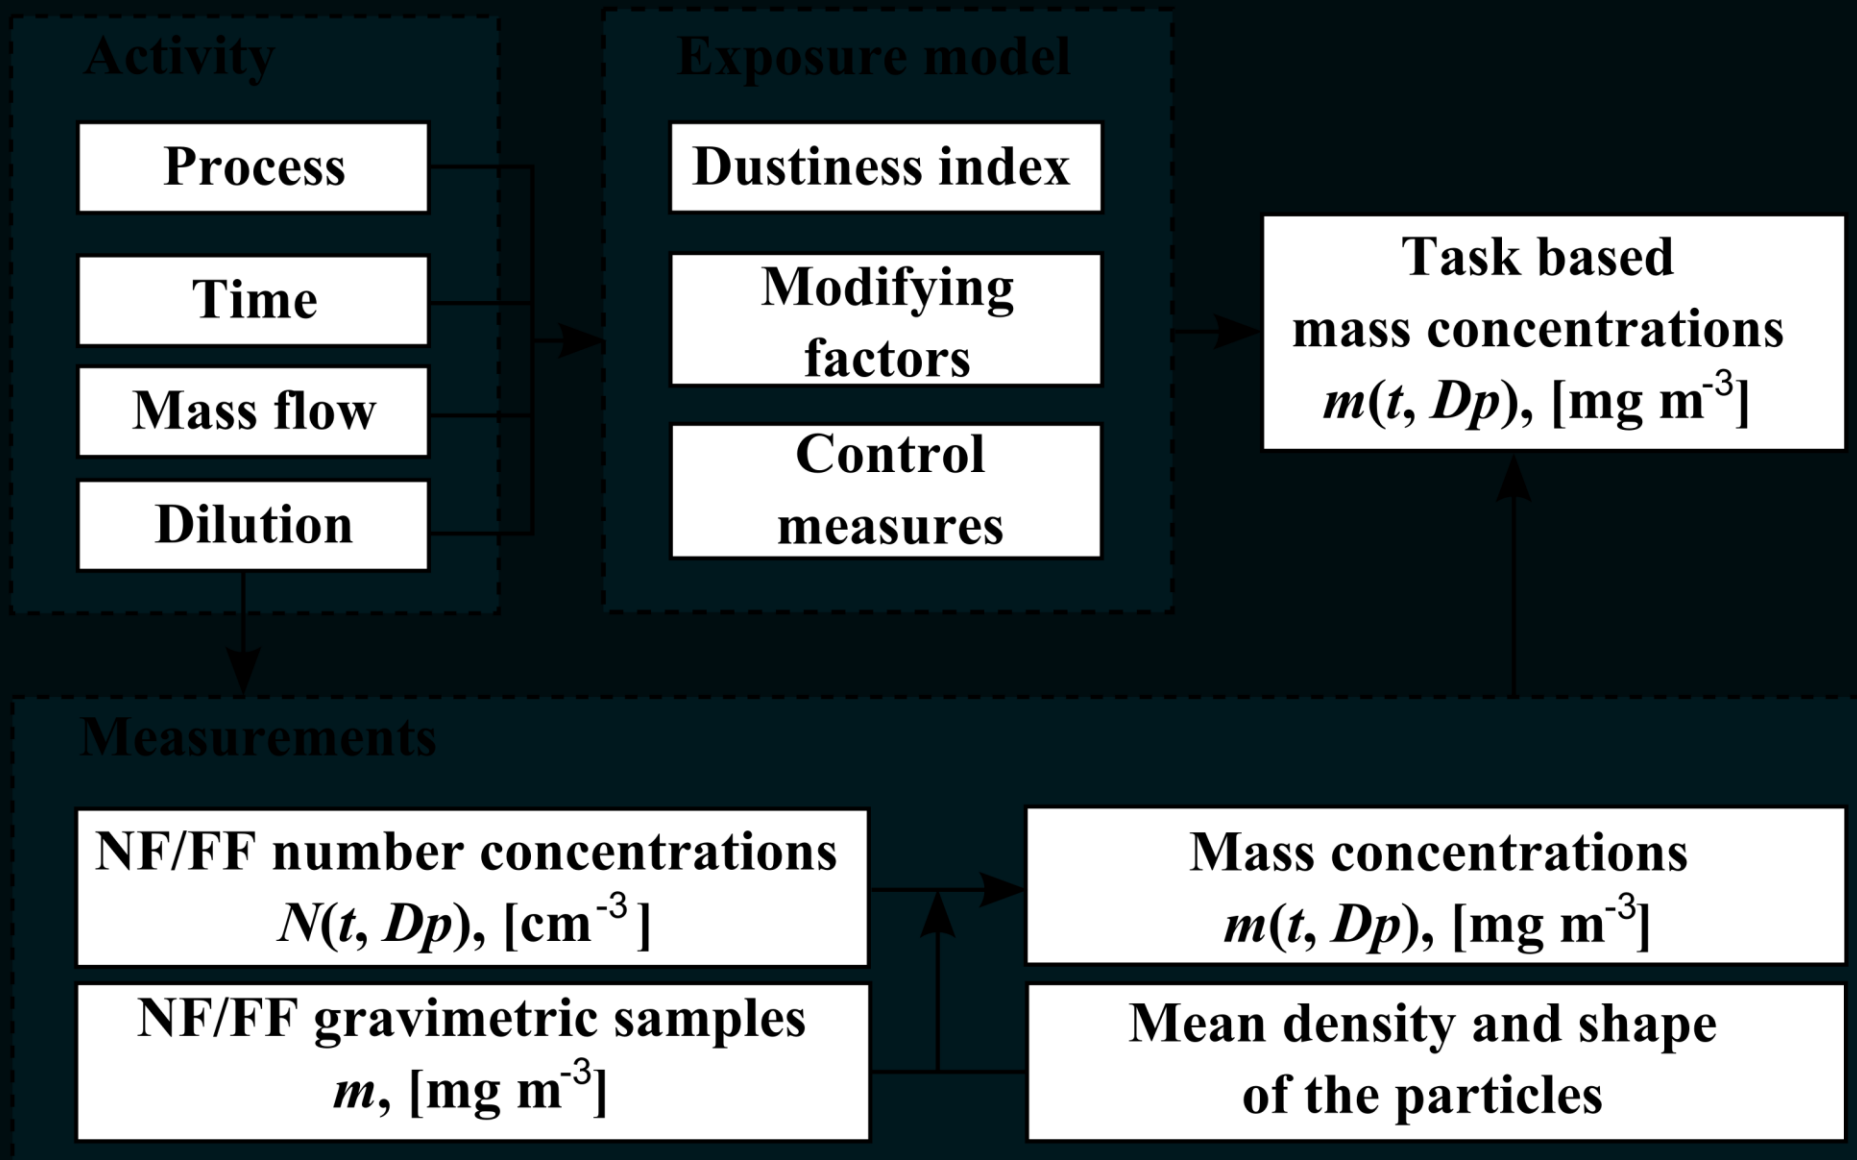 Activity
Process
Time
Mass flow
Dilution
Exposure model
Dustiness index
Modifying
factors
Control
measures
Task based
mass concentrations
m(t, Dp), [mg m⁻³]
Measurements
NF/FF number concentrations
N(t, Dp), [cm⁻³]
NF/FF gravimetric samples
m, [mg m⁻³]
Mass concentrations
m(t, Dp), [mg m⁻³]
Mean density and shape
of the particles